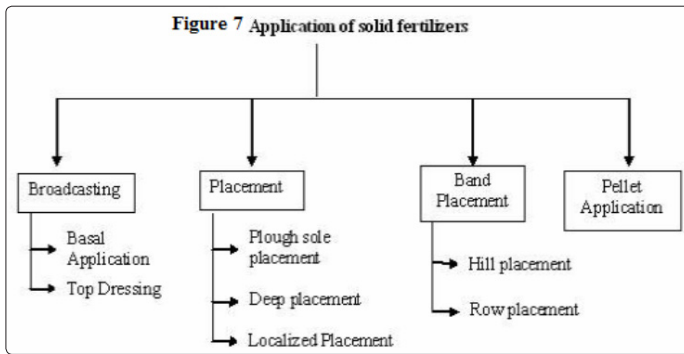 Figure 7 Application of solid fertilizers
Broadcasting
Basal
Application
Top Dressing
Placement
Plough sole
placement
Deep placement
Localized Placement
Band
Placement
Hill placement
Row placement
Pellet
Application